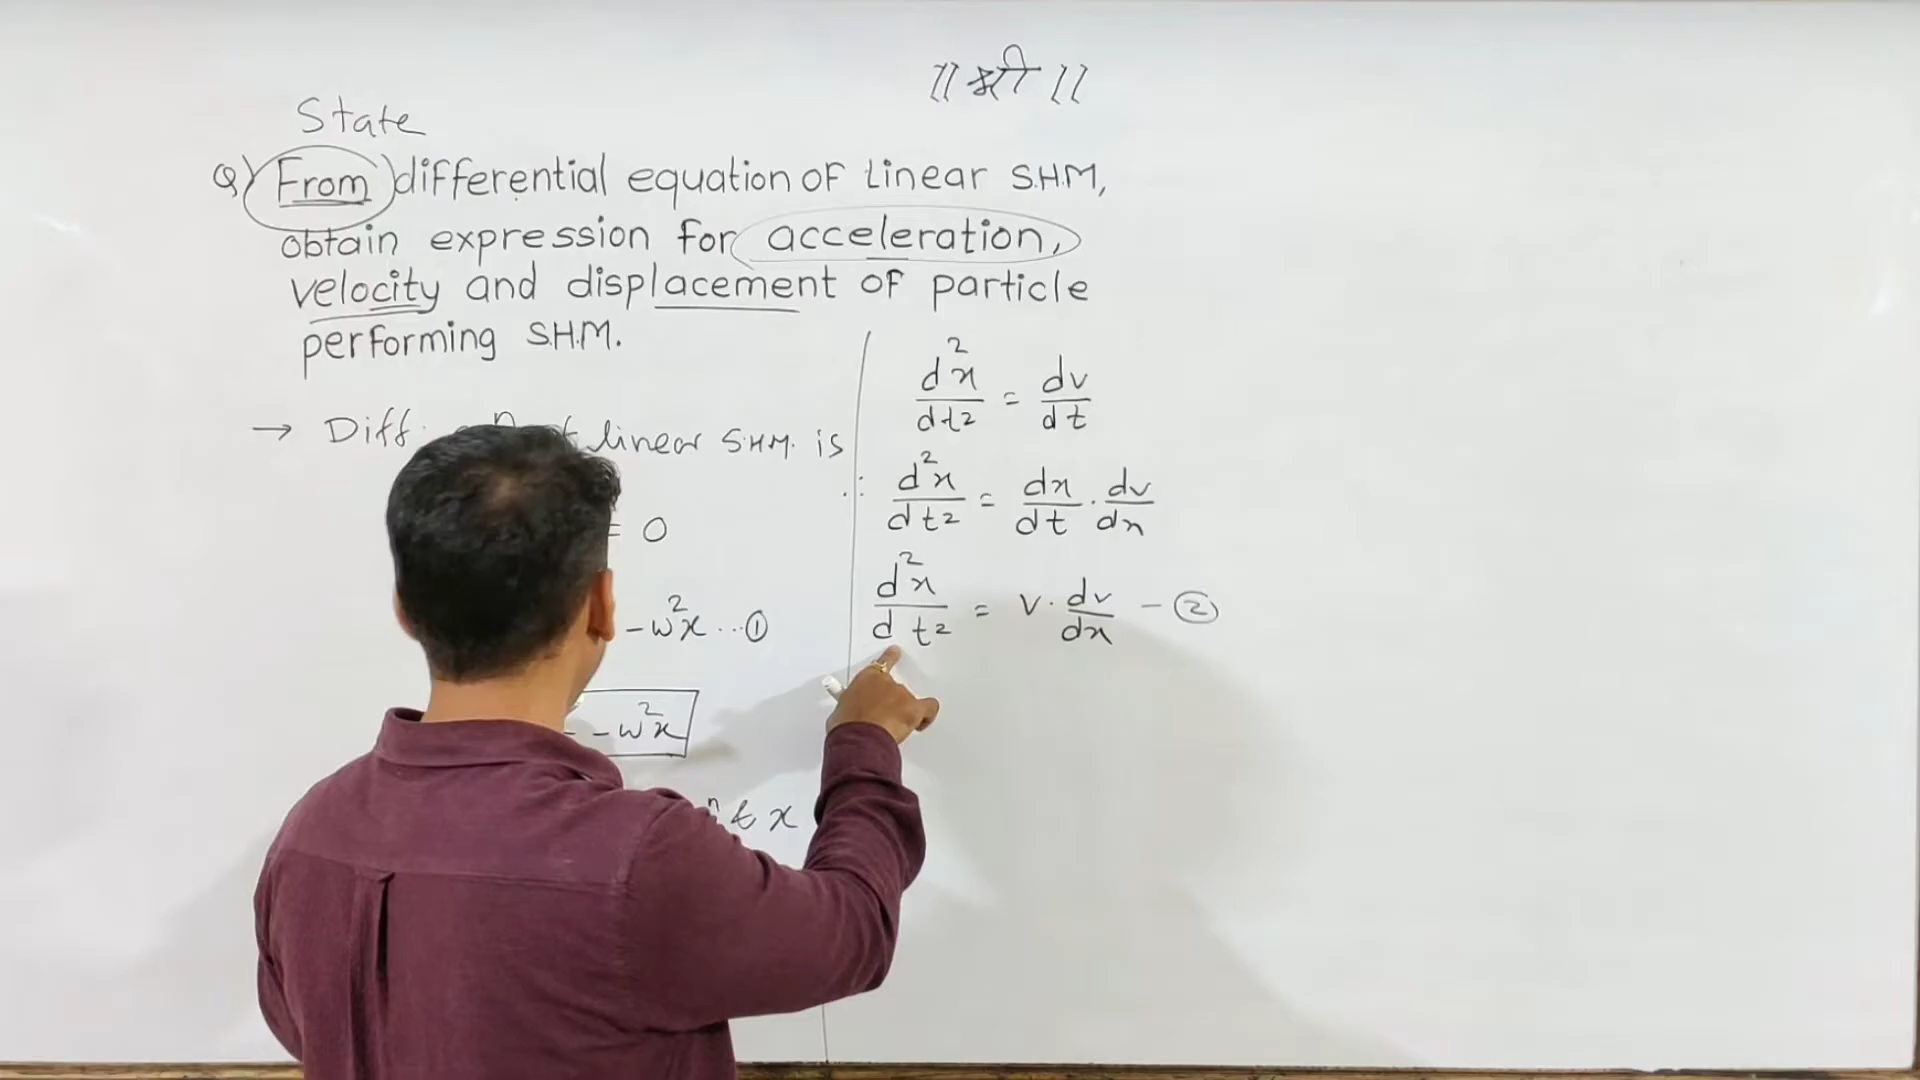 ॥ श्री ॥
State
Q) From differential equation of Linear S.H.M,
obtain expression for acceleration,
velocity and displacement of particle
performing S.H.M.
→ Diff. linear S.H.M. is
= 0
- ω²x ...①
- ω²x
x
d²x/dt² = dv/dt
∴ d²x/dt² = dx/dt · dv/dx
d²x/dt² = v · dv/dx - ②